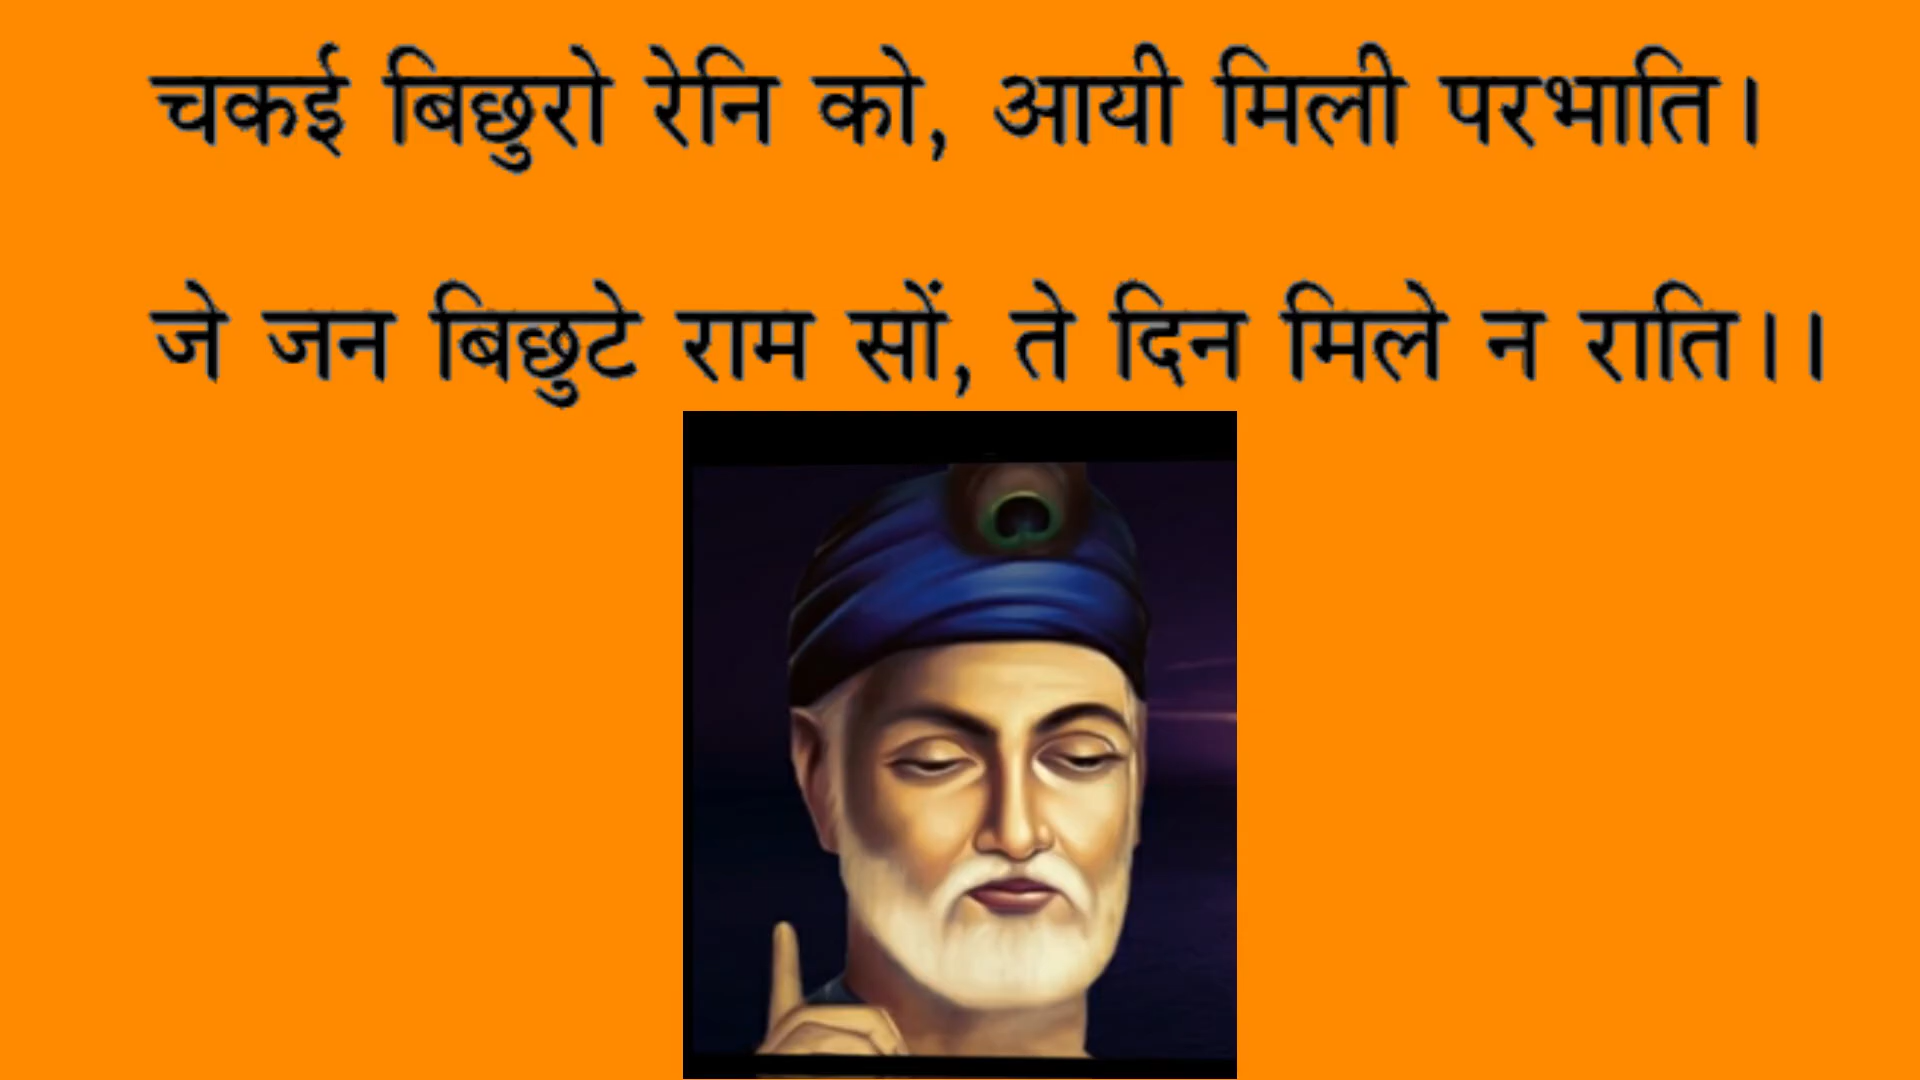 चकई बिछुरो रेनि को, आयी मिली परभाति।
जे जन बिछुटे राम सों, ते दिन मिले न राति।।